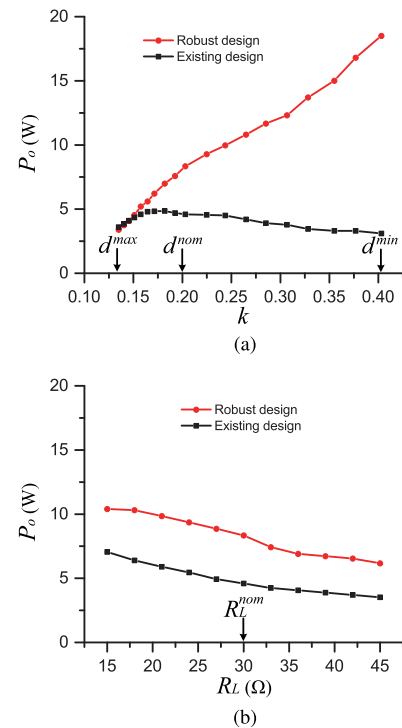 20
Robust design
Existing design
15
10
5
0
P_o (W)
d^max
d^nom
d^min
0.10 0.15 0.20 0.25 0.30 0.35 0.40
k
(a)
20
Robust design
Existing design
15
10
5
0
P_o (W)
R_L^nom
15 20 25 30 35 40 45
R_L (Ω)
(b)